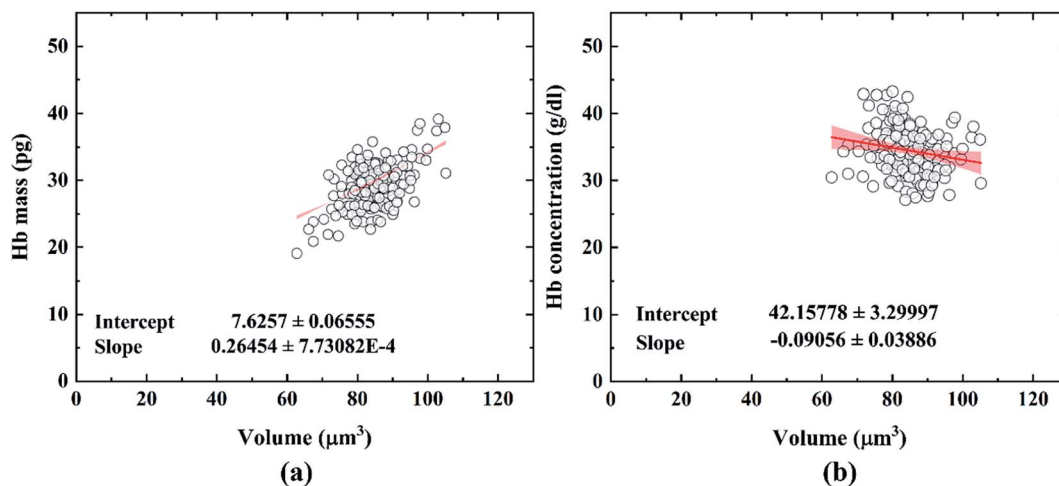 50
40
30
20
10
0
Hb mass (pg)
Intercept 7.6257 ± 0.06555
Slope 0.26454 ± 7.73082E-4
0 20 40 60 80 100 120
Volume (μm³)
(a)
50
40
30
20
10
0
Hb concentration (g/dl)
Intercept 42.15778 ± 3.29997
Slope -0.09056 ± 0.03886
0 20 40 60 80 100 120
Volume (μm³)
(b)